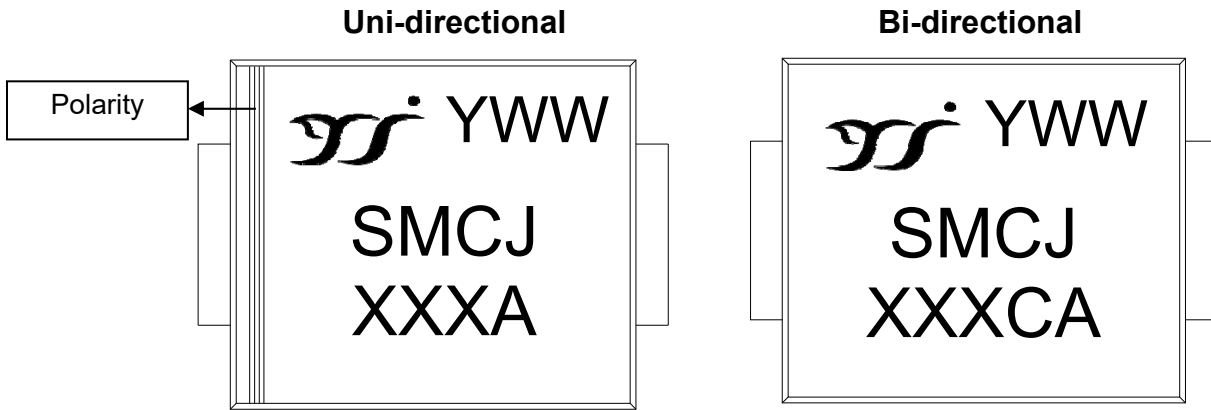 Uni-directional
Bi-directional
Polarity
YWW
SMCJ
XXXA
YWW
SMCJ
XXXCA